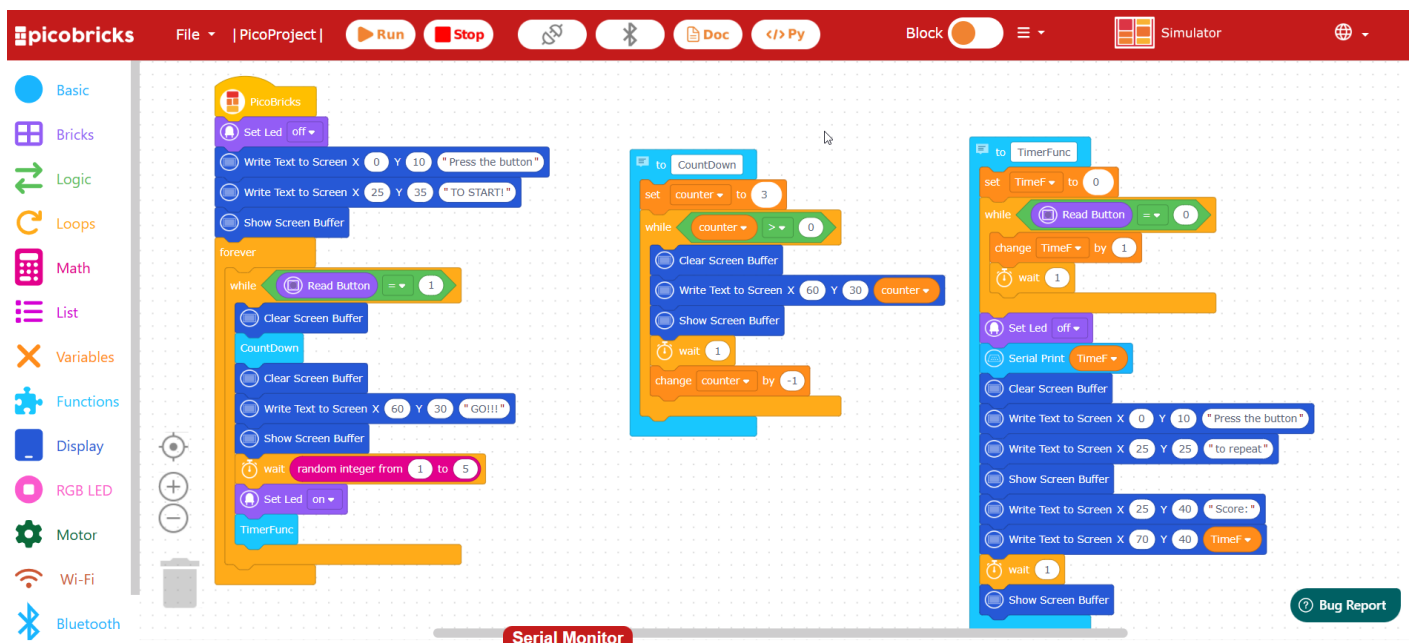 picobricks File |PicoProject| Run Stop Doc </> Py Block Simulator
Basic
Bricks
Logic
Loops
Math
List
Variables
Functions
Display
RGB LED
Motor
Wi-Fi
Bluetooth
PicoBricks
Set Led off
Write Text to Screen X 0 Y 10 "Press the button"
Write Text to Screen X 25 Y 35 "TO START!"
Show Screen Buffer
forever
while Read Button = 1
Clear Screen Buffer
CountDown
Clear Screen Buffer
Write Text to Screen X 60 Y 30 "GO!!!"
Show Screen Buffer
wait random integer from 1 to 5
Set Led on
TimerFunc
to CountDown
set counter to 3
while counter > 0
Clear Screen Buffer
Write Text to Screen X 60 Y 30 counter
Show Screen Buffer
wait 1
change counter by -1
to TimerFunc
set TimeF to 0
while Read Button = 0
change TimeF by 1
wait 1
Set Led off
Serial Print TimeF
Clear Screen Buffer
Write Text to Screen X 0 Y 10 "Press the button"
Write Text to Screen X 25 Y 25 "to repeat"
Show Screen Buffer
Write Text to Screen X 25 Y 40 "Score:"
Write Text to Screen X 70 Y 40 TimeF
wait 1
Show Screen Buffer
Bug Report
Serial Monitor